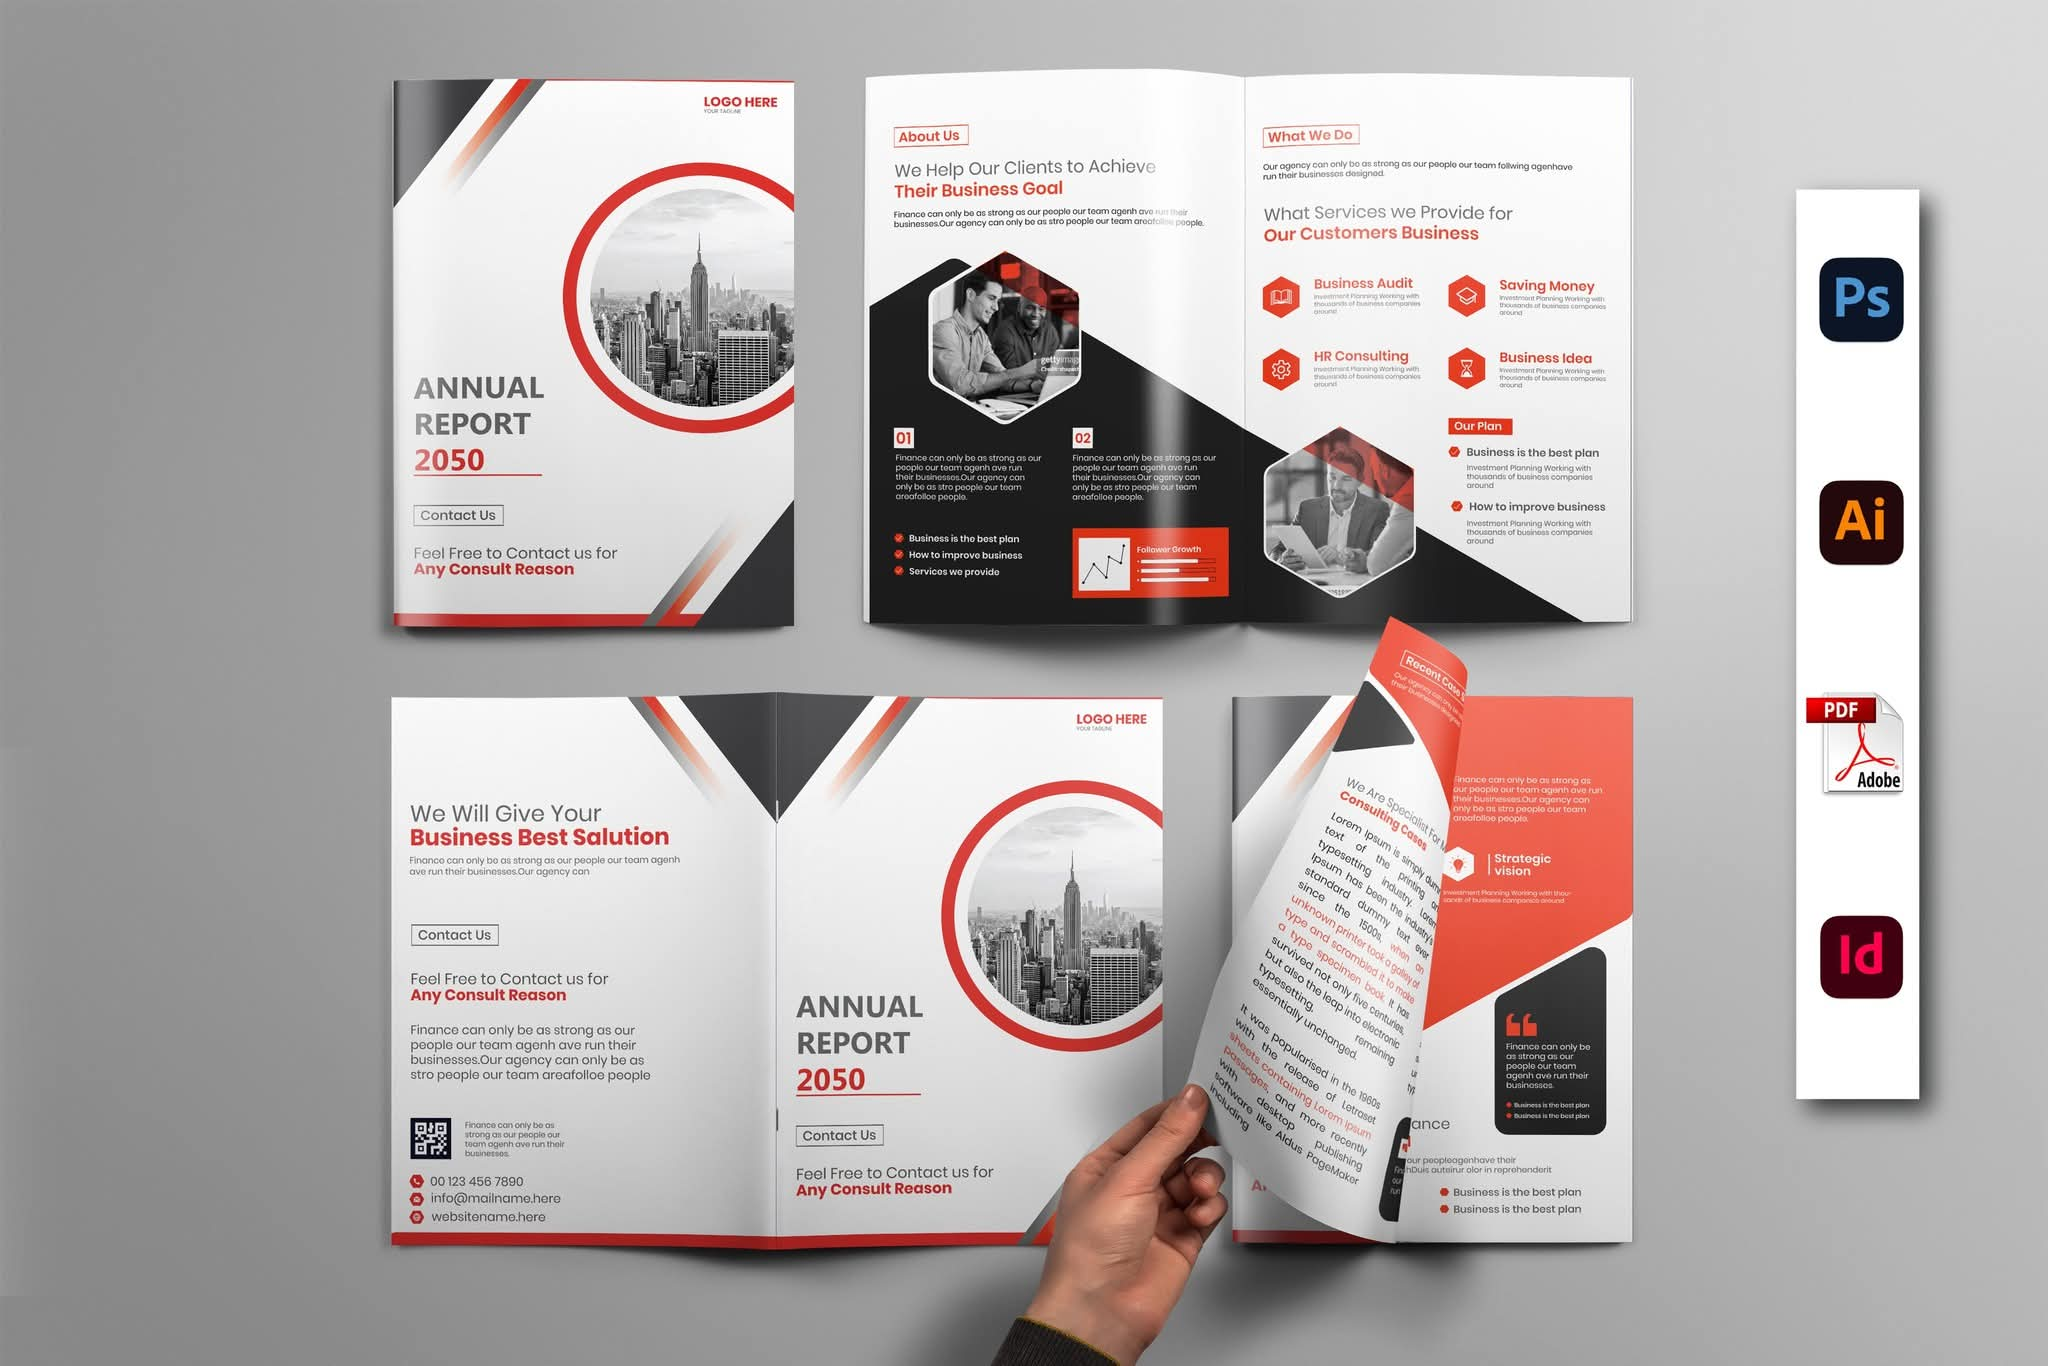 LOGO HERE
YOUR TAGLINE
ANNUAL
REPORT
2050
Contact Us
Feel Free to Contact us for
Any Consult Reason
About Us
We Help Our Clients to Achieve
Their Business Goal
Finance can only be as strong as our people our team agenh ave run their
businesses.Our agency can only be as stro people our team areafolloe people.
gettyimag
01
Finance can only be as strong as our
people our team agenh ave run
their businesses.Our agency can
only be as stro people our team
areafolloe people.
02
Finance can only be as strong as our
people our team agenh ave run
their businesses.Our agency can
only be as stro people our team
areafolloe people.
Business is the best plan
How to improve business
Services we provide
Follower Growth
What We Do
Our agency can only be as strong as our people our team follwing agenhave
run their businesses designed.
What Services we Provide for
Our Customers Business
Business Audit
Investment Planning Working with
thousands of business companies
around
Saving Money
Investment Planning Working with
thousands of business companies
around
HR Consulting
Investment Planning Working with
thousands of business companies
around
Business Idea
Investment Planning Working with
thousands of business companies
around
Our Plan
Business is the best plan
Investment Planning Working with
thousands of business companies
around
How to improve business
Investment Planning Working with
thousands of business companies
around
We Will Give Your
Business Best Salution
Finance can only be as strong as our people our team agenh
ave run their businesses.Our agency can
Contact Us
Feel Free to Contact us for
Any Consult Reason
Finance can only be as strong as our
people our team agenh ave run their
businesses.Our agency can only be as
stro people our team areafolloe people
Finance can only be as
strong as our people our
team agenh ave run their
businesses.
00 123 456 7890
info@mailname.here
websitename.here
LOGO HERE
YOUR TAGLINE
ANNUAL
REPORT
2050
Contact Us
Feel Free to Contact us for
Any Consult Reason
Recent Case
Our agency can only be
their businesses designed
We Are Specialist For
Consulting Cases
Lorem Ipsum is simply
text of the printing
typesetting industry. Lorem
Ipsum has been the industry's
standard dummy text ever
since the 1500s, when an
unknown printer took a galley of
type and scrambled it to make
a type specimen book. It has
survived not only five centuries,
but also the leap into electronic
typesetting, remaining
essentially unchanged.
It was popularised in the 1960s
with the release of Letraset
sheets containing Lorem Ipsum
passages, and more recently
with desktop publishing
software like Aldus PageMaker
including
Finance can only be as strong as
our people our team agenh ave run
their businesses.Our agency can
only be as stro people our team
areafolloe people.
Strategic
vision
Investment Planning Working with thou-
sands of business companies around
Finance can only be
as strong as our
people our team
agenh ave run their
businesses.
Business is the best plan
Business is the best plan
ance
our peopleagenhave their
hDuis auteirur olor in reprehenderit
Business is the best plan
Business is the best plan
Ps
Ai
PDF
Adobe
Id